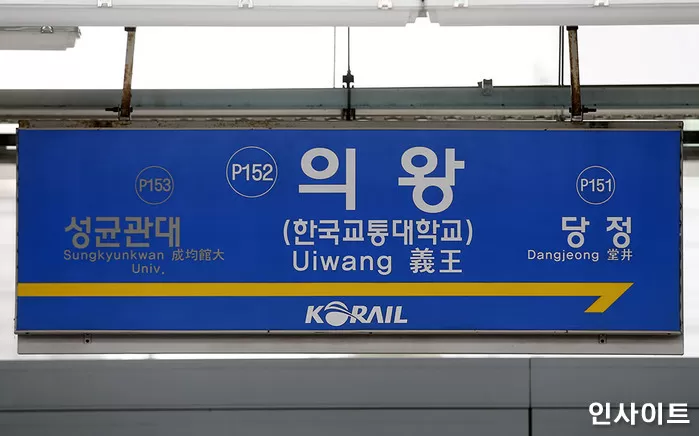 P153
성균관대
Sungkyunkwan 成均館大
Univ.
P152
의왕
(한국교통대학교)
Uiwang 義王
P151
당정
Dangjeong 堂井
KORAIL
인사이트